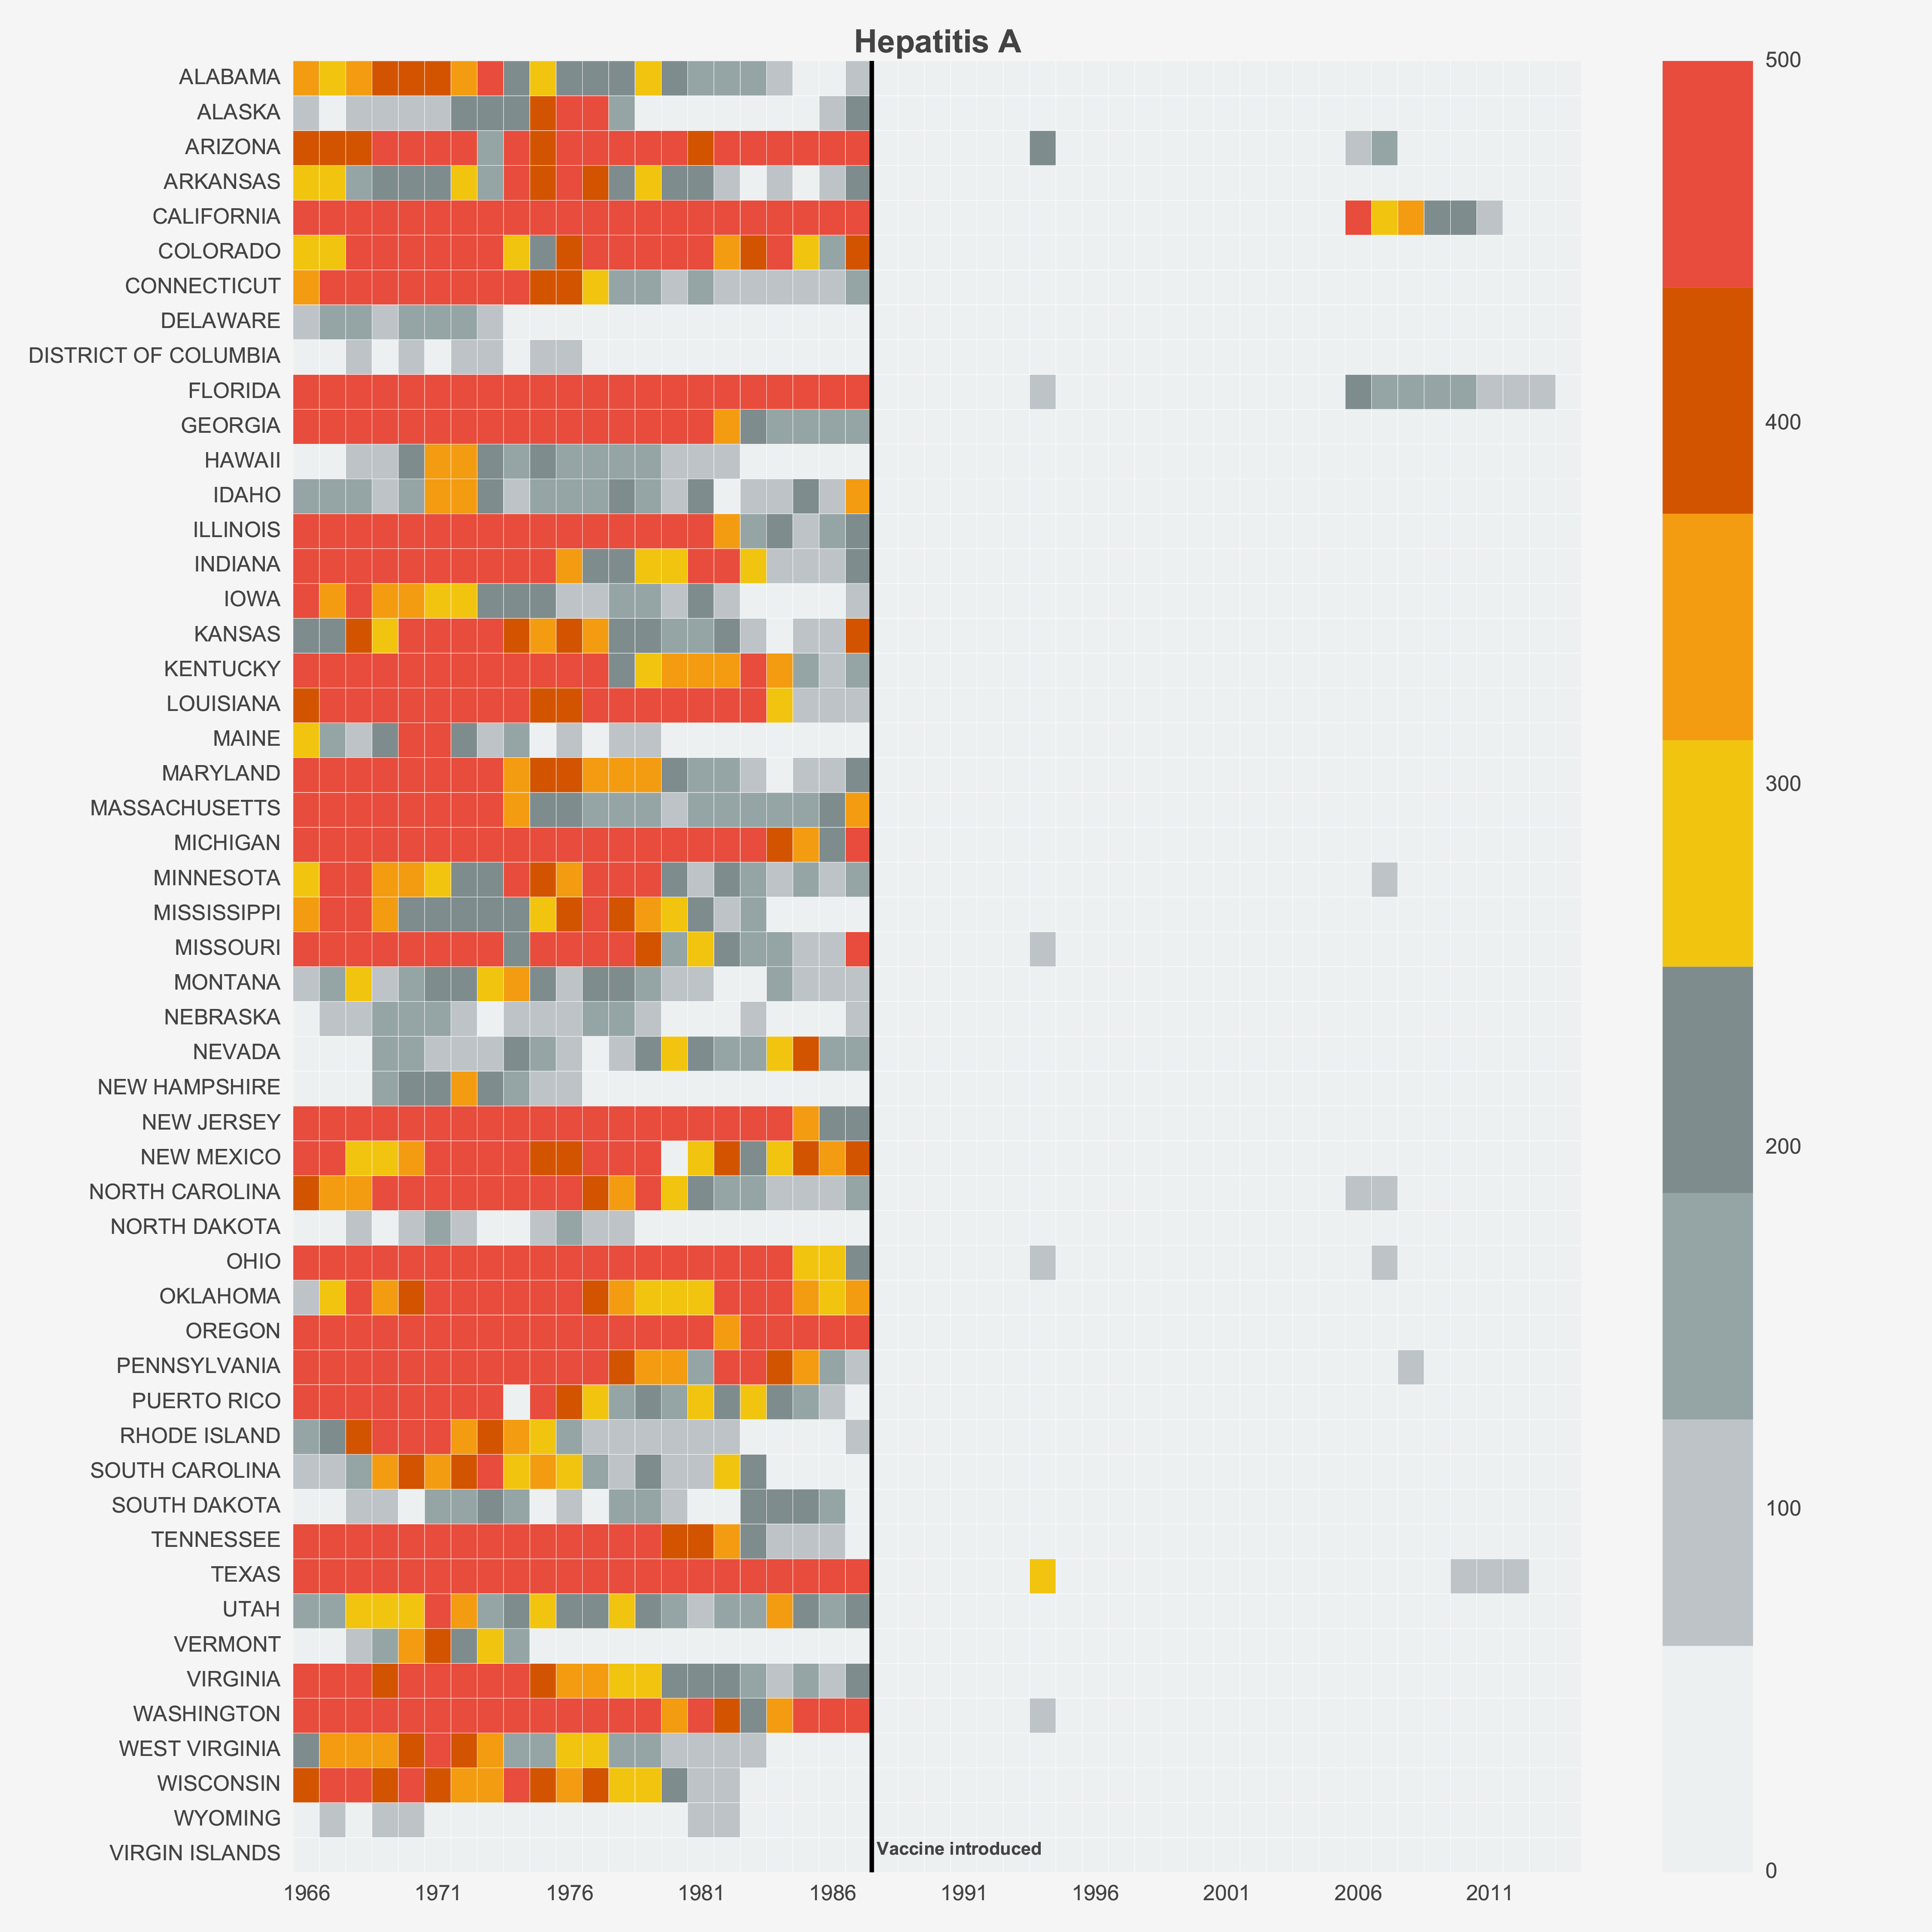 Hepatitis A
ALABAMA
ALASKA
ARIZONA
ARKANSAS
CALIFORNIA
COLORADO
CONNECTICUT
DELAWARE
DISTRICT OF COLUMBIA
FLORIDA
GEORGIA
HAWAII
IDAHO
ILLINOIS
INDIANA
IOWA
KANSAS
KENTUCKY
LOUISIANA
MAINE
MARYLAND
MASSACHUSETTS
MICHIGAN
MINNESOTA
MISSISSIPPI
MISSOURI
MONTANA
NEBRASKA
NEVADA
NEW HAMPSHIRE
NEW JERSEY
NEW MEXICO
NORTH CAROLINA
NORTH DAKOTA
OHIO
OKLAHOMA
OREGON
PENNSYLVANIA
PUERTO RICO
RHODE ISLAND
SOUTH CAROLINA
SOUTH DAKOTA
TENNESSEE
TEXAS
UTAH
VERMONT
VIRGINIA
WASHINGTON
WEST VIRGINIA
WISCONSIN
WYOMING
VIRGIN ISLANDS
Vaccine introduced
1966 1971 1976 1981 1986 1991 1996 2001 2006 2011
500
400
300
200
100
0